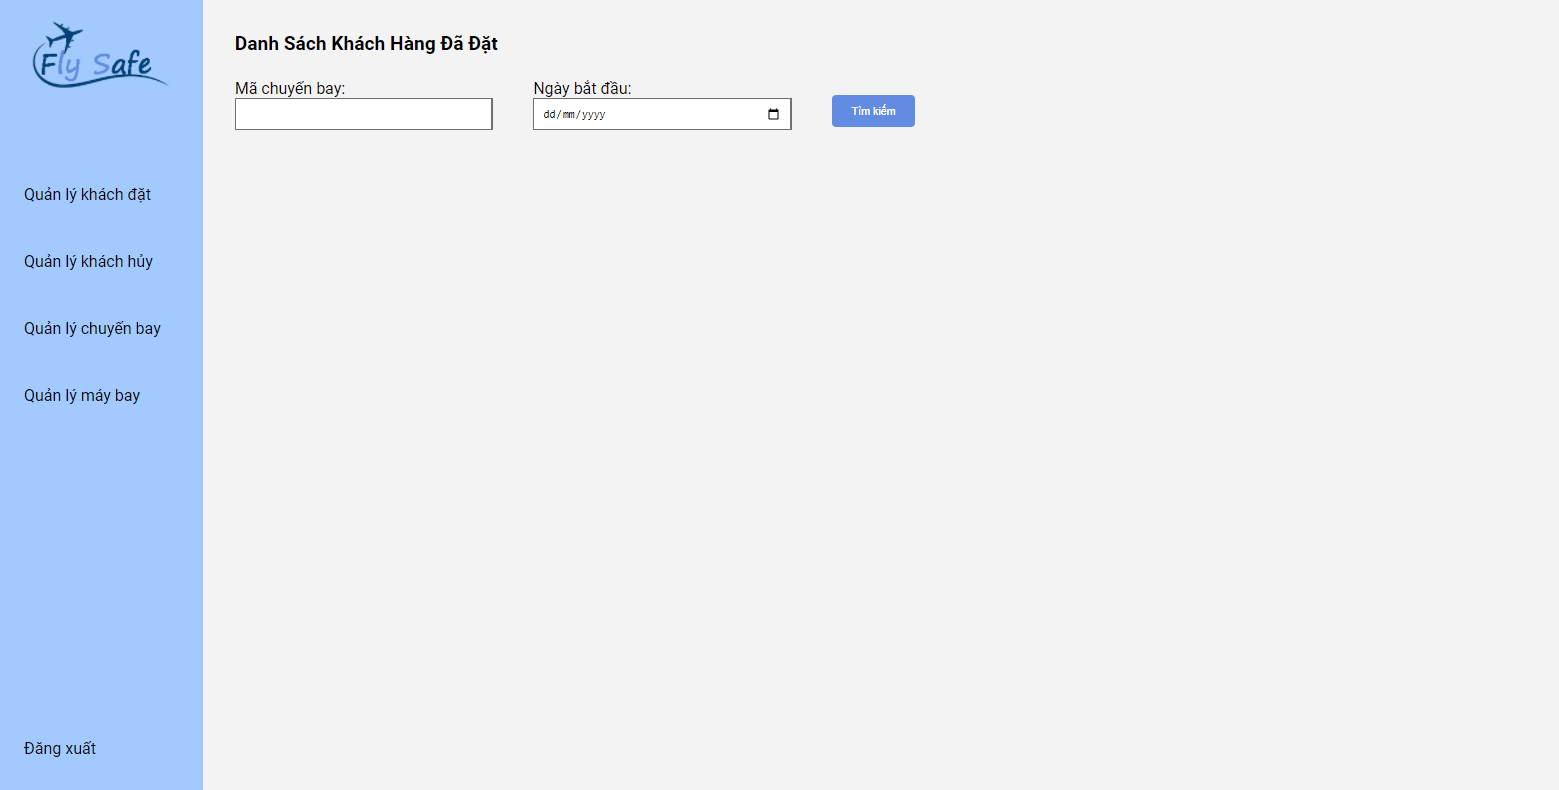 Fly Safe
Quản lý khách đặt
Quản lý khách hủy
Quản lý chuyến bay
Quản lý máy bay
Đăng xuất
Danh Sách Khách Hàng Đã Đặt
Mã chuyến bay:
Ngày bắt đầu:
dd/mm/yyyy
Tìm kiếm